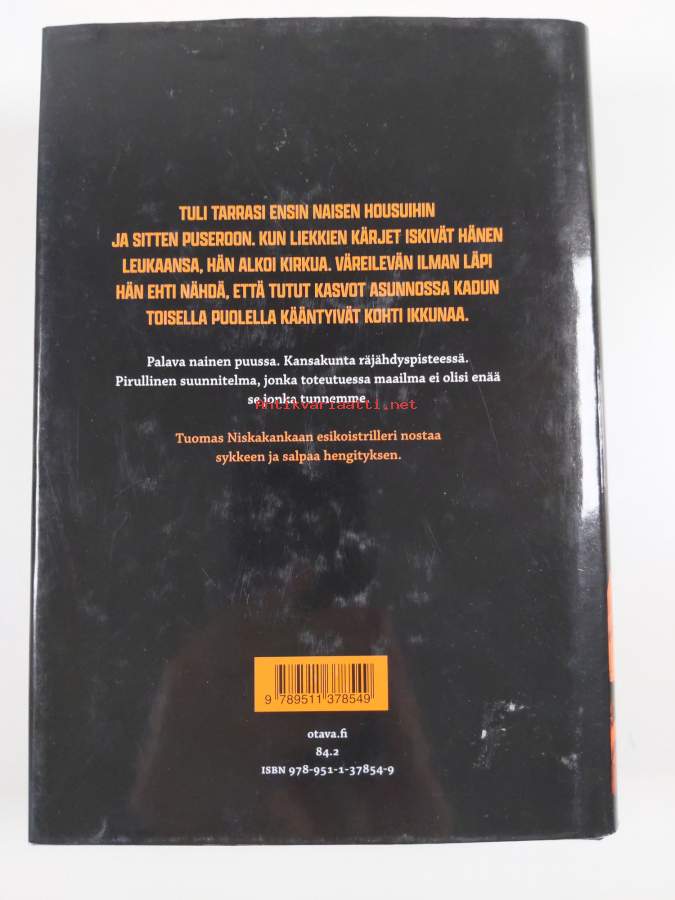 TULI TARRASI ENSIN NAISEN HOUSUIHIN
JA SITTEN PUSEROON. KUN LIEKKIEN KÄRJET ISKIVÄT HÄNEN
LEUKAANSA, HÄN ALKOI KIRKUA. VÄREILEVÄN ILMAN LÄPI
HÄN EHTI NÄHDÄ, ETTÄ TUTUT KASVOT ASUNNOSSA KADUN
TOISELLA PUOLELLA KÄÄNTYIVÄT KOHTI IKKUNAA.
Palava nainen puussa. Kansakunta räjähdyspisteessä.
Pirullinen suunnitelma, jonka toteutuessa maailma ei olisi enää
se jonka tunnemme.
Antikvariaatti.net
Tuomas Niskakankaan esikoistrilleri nostaa
sykkeen ja salpaa hengityksen.
9 789511 378549
otava.fi
84.2
ISBN 978-951-1-37854-9